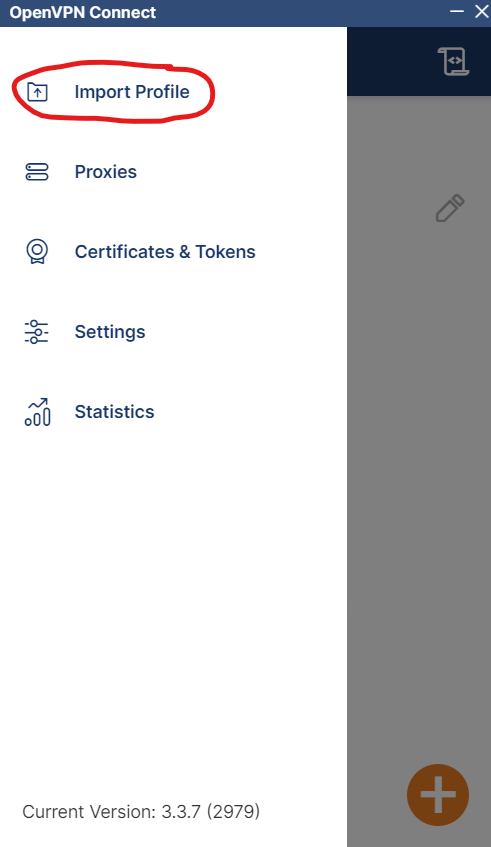 OpenVPN Connect
Import Profile
Proxies
Certificates & Tokens
Settings
Statistics
Current Version: 3.3.7 (2979)